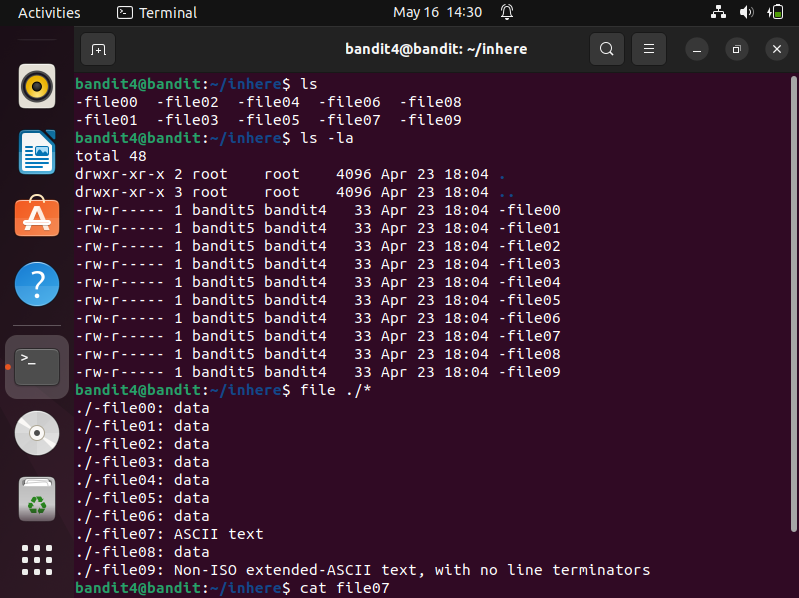 Activities Terminal May 16 14:30
bandit4@bandit: ~/inhere
bandit4@bandit:~/inhere$ ls
-file00  -file02  -file04  -file06  -file08
-file01  -file03  -file05  -file07  -file09
bandit4@bandit:~/inhere$ ls -la
total 48
drwxr-xr-x 2 root    root    4096 Apr 23 18:04 .
drwxr-xr-x 3 root    root    4096 Apr 23 18:04 ..
-rw-r----- 1 bandit5 bandit4   33 Apr 23 18:04 -file00
-rw-r----- 1 bandit5 bandit4   33 Apr 23 18:04 -file01
-rw-r----- 1 bandit5 bandit4   33 Apr 23 18:04 -file02
-rw-r----- 1 bandit5 bandit4   33 Apr 23 18:04 -file03
-rw-r----- 1 bandit5 bandit4   33 Apr 23 18:04 -file04
-rw-r----- 1 bandit5 bandit4   33 Apr 23 18:04 -file05
-rw-r----- 1 bandit5 bandit4   33 Apr 23 18:04 -file06
-rw-r----- 1 bandit5 bandit4   33 Apr 23 18:04 -file07
-rw-r----- 1 bandit5 bandit4   33 Apr 23 18:04 -file08
-rw-r----- 1 bandit5 bandit4   33 Apr 23 18:04 -file09
bandit4@bandit:~/inhere$ file ./*
./-file00: data
./-file01: data
./-file02: data
./-file03: data
./-file04: data
./-file05: data
./-file06: data
./-file07: ASCII text
./-file08: data
./-file09: Non-ISO extended-ASCII text, with no line terminators
bandit4@bandit:~/inhere$ cat file07